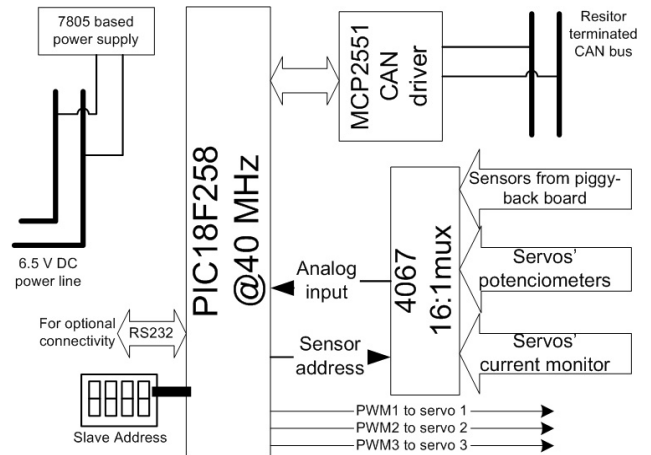 7805 based
power supply
6.5 V DC
power line
For optional
connectivity
RS232
Slave Address
PIC18F258
@40 MHz
MCP2551
CAN
driver
Resitor
terminated
CAN bus
Sensors from piggy-
back board
Servos'
potenciometers
Servos'
current monitor
4067
16:1mux
Analog
input
Sensor
address
PWM1 to servo 1
PWM2 to servo 2
PWM3 to servo 3